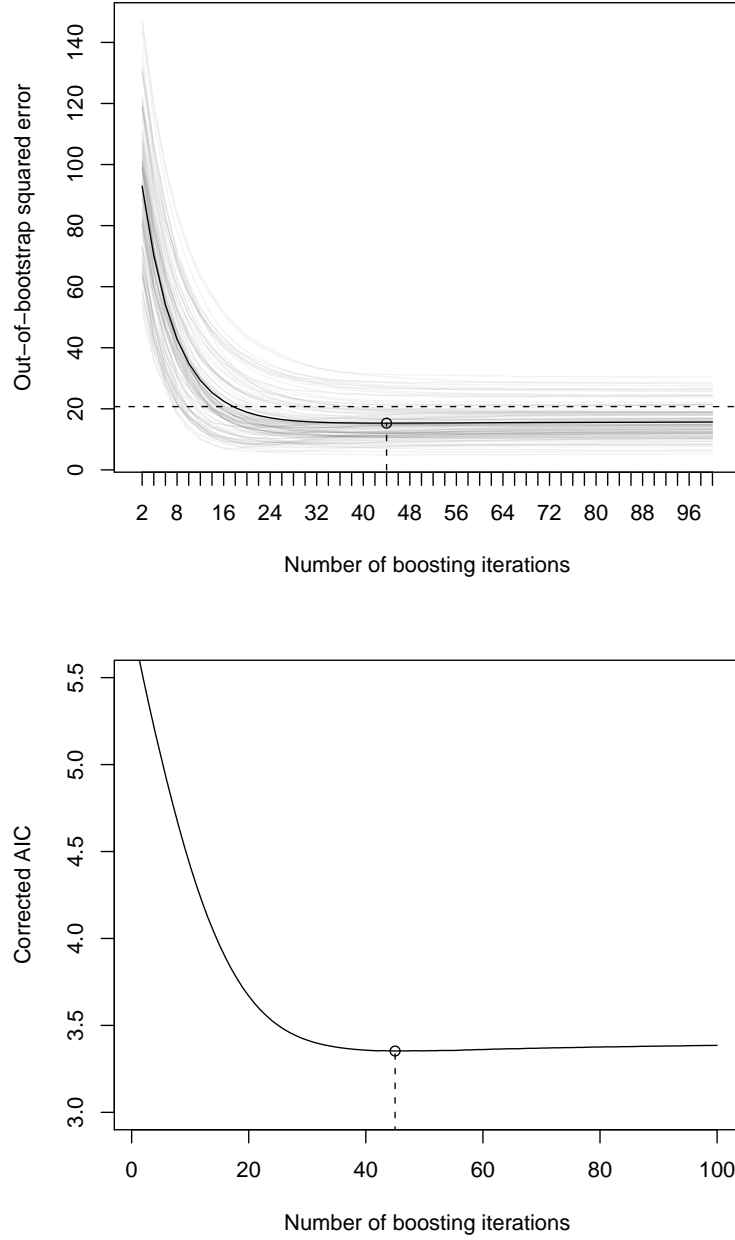 Out−of−bootstrap squared error
140
120
100
80
60
40
20
0
2 8 16 24 32 40 48 56 64 72 80 88 96
Number of boosting iterations
Corrected AIC
5.5
5.0
4.5
4.0
3.5
3.0
0 20 40 60 80 100
Number of boosting iterations